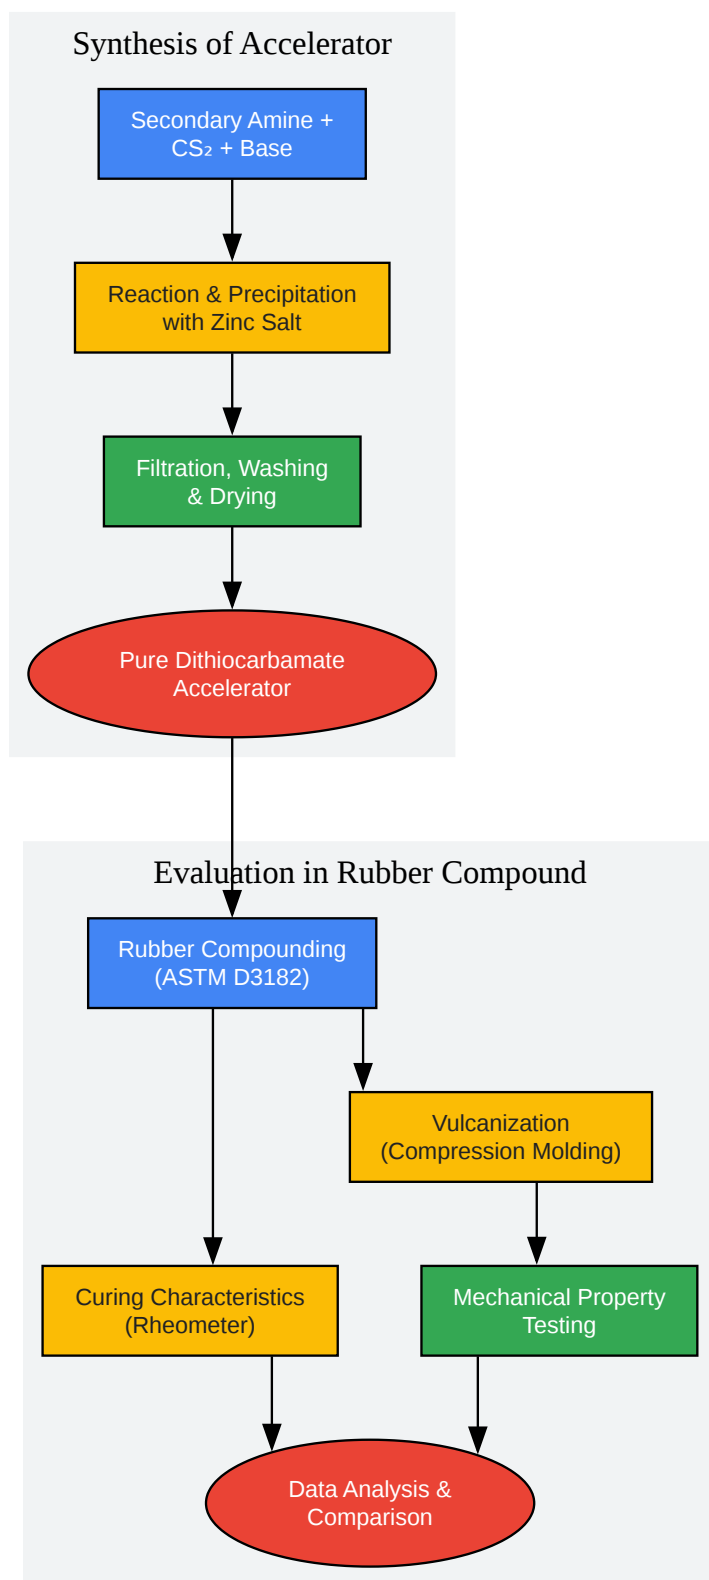 Synthesis of Accelerator
Secondary Amine +
CS₂ + Base
Reaction & Precipitation
with Zinc Salt
Filtration, Washing
& Drying
Pure Dithiocarbamate
Accelerator
Evaluation in Rubber Compound
Rubber Compounding
(ASTM D3182)
Vulcanization
(Compression Molding)
Curing Characteristics
(Rheometer)
Mechanical Property
Testing
Data Analysis &
Comparison